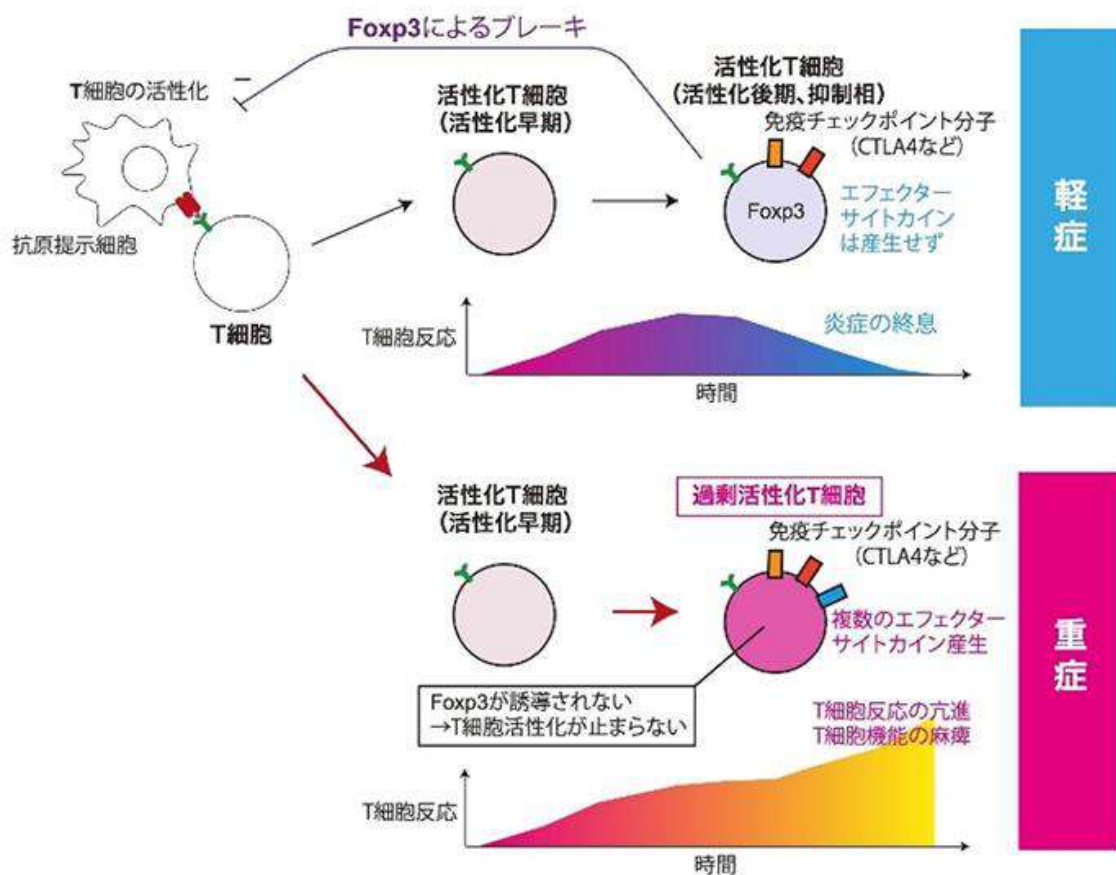 Foxp3によるブレーキ
T細胞の活性化
抗原提示細胞
T細胞
活性化T細胞
(活性化早期)
活性化T細胞
(活性化後期、抑制相)
免疫チェックポイント分子
(CTLA4など)
Foxp3
エフェクター
サイトカイン
は産生せず
T細胞反応
炎症の終息
時間
軽症
活性化T細胞
(活性化早期)
過剰活性化T細胞
免疫チェックポイント分子
(CTLA4など)
複数のエフェクター
サイトカイン産生
Foxp3が誘導されない
→T細胞活性化が止まらない
T細胞反応の亢進
T細胞機能の麻痺
T細胞反応
時間
重症